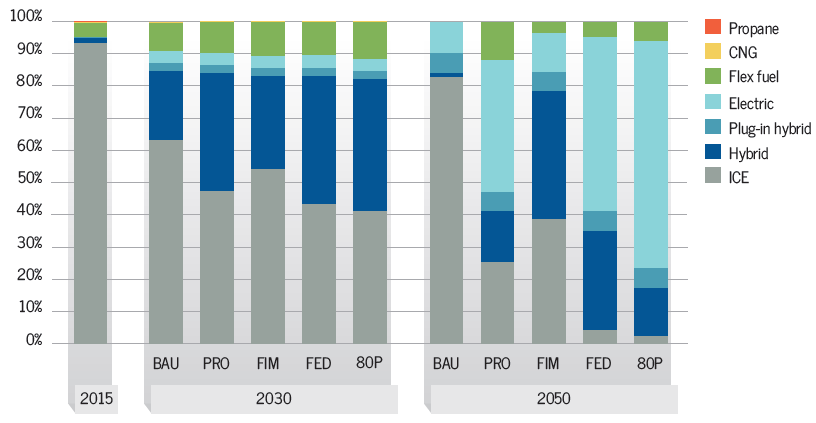 100%
90%
80%
70%
60%
50%
40%
30%
20%
10%
0%
BAU PRO FIM FED 80P BAU PRO FIM FED 80P
2015 2030 2050
Propane
CNG
Flex fuel
Electric
Plug-in hybrid
Hybrid
ICE